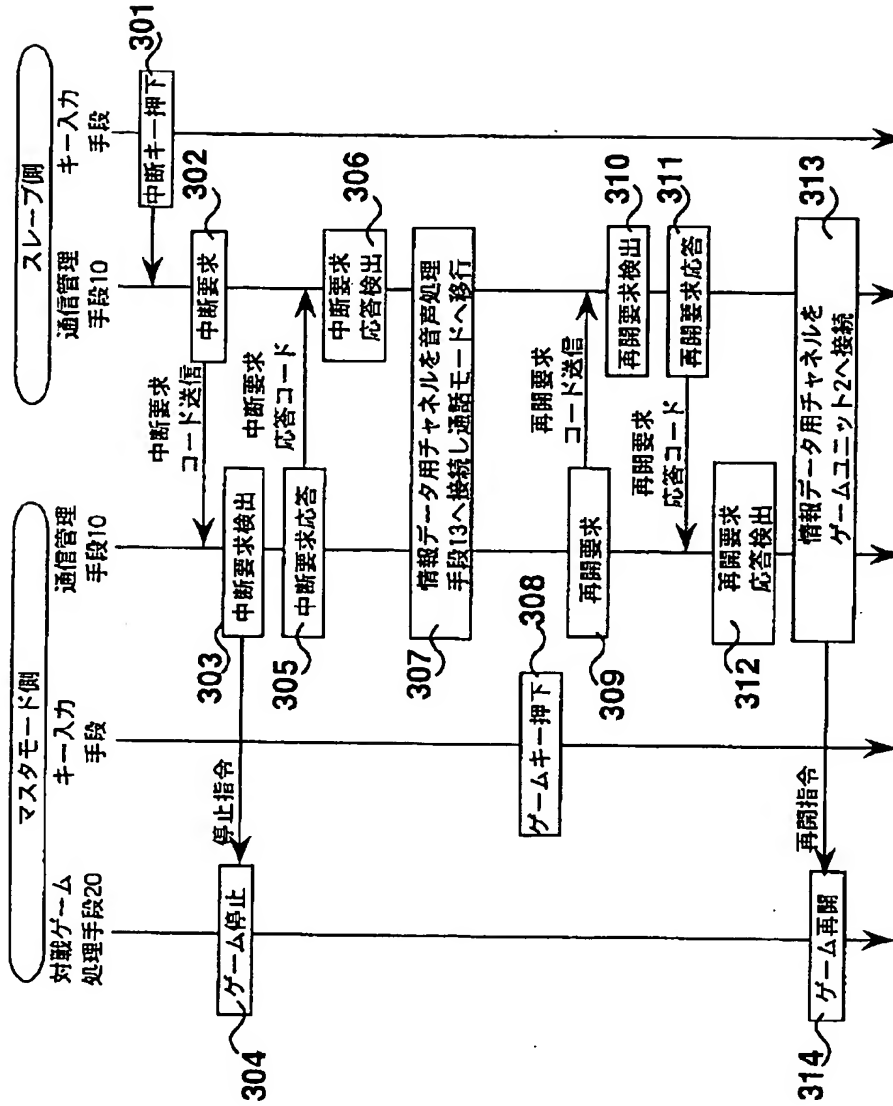 マスタモード側
スレーブ側
対戦ゲーム
処理手段20
キー入力
手段
通信管理
手段10
通信管理
手段10
キー入力
手段
中断キー押下
301
中断要求
302
中断要求
コード送信
中断要求検出
303
停止指令
ゲーム停止
304
中断要求応答
305
中断要求
応答コード
中断要求
応答検出
306
情報データ用チャネルを音声処理
手段13へ接続し通話モードへ移行
307
ゲームキー押下
308
再開要求
309
再開要求
コード送信
再開要求検出
310
再開要求応答
311
再開要求
応答コード
再開要求
応答検出
312
情報データ用チャネルを
ゲームユニット2へ接続
313
再開指令
ゲーム再開
314